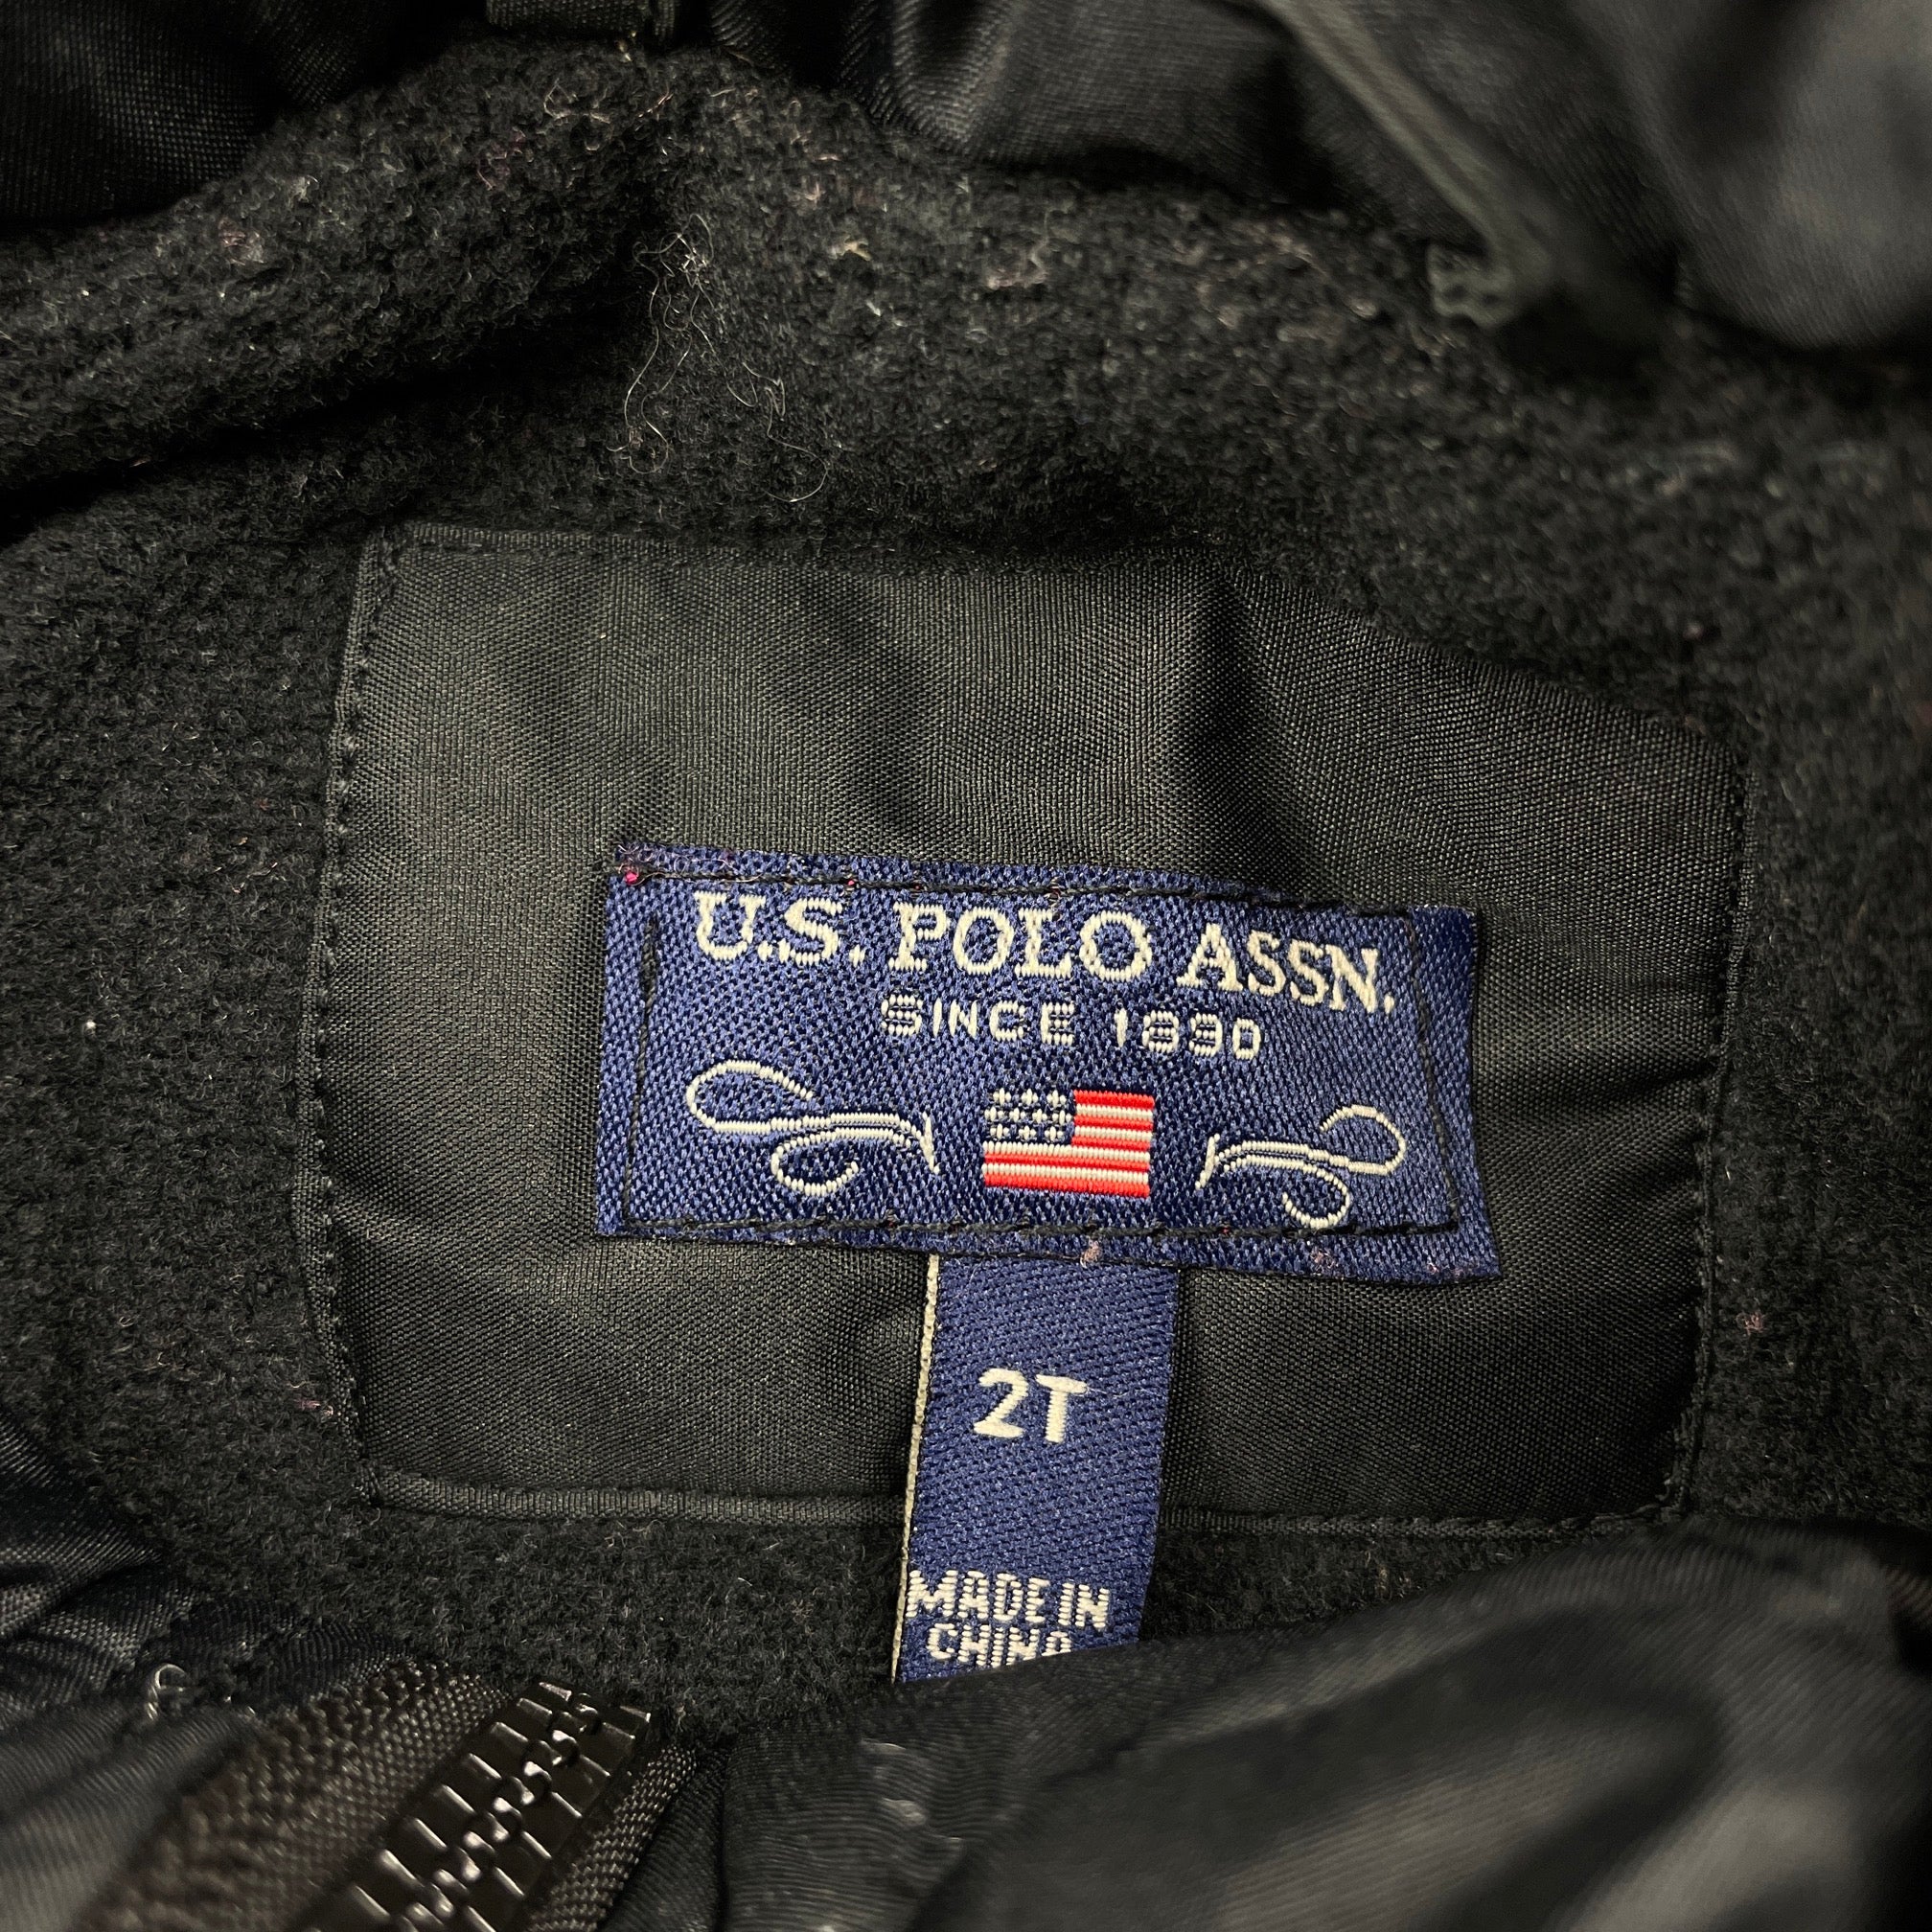 U.S. POLO ASSN.
SINCE 1890
2T
MADE IN
CHINA